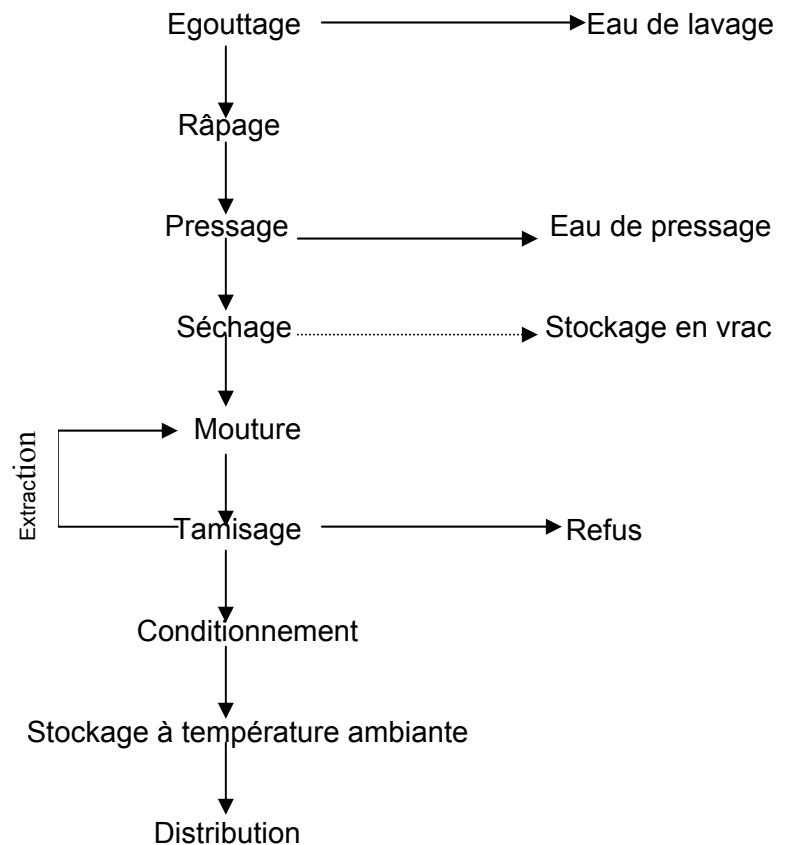 Egouttage Eau de lavage
Râpage
Pressage Eau de pressage
Séchage Stockage en vrac
Mouture
Extraction
Tamisage Refus
Conditionnement
Stockage à température ambiante
Distribution